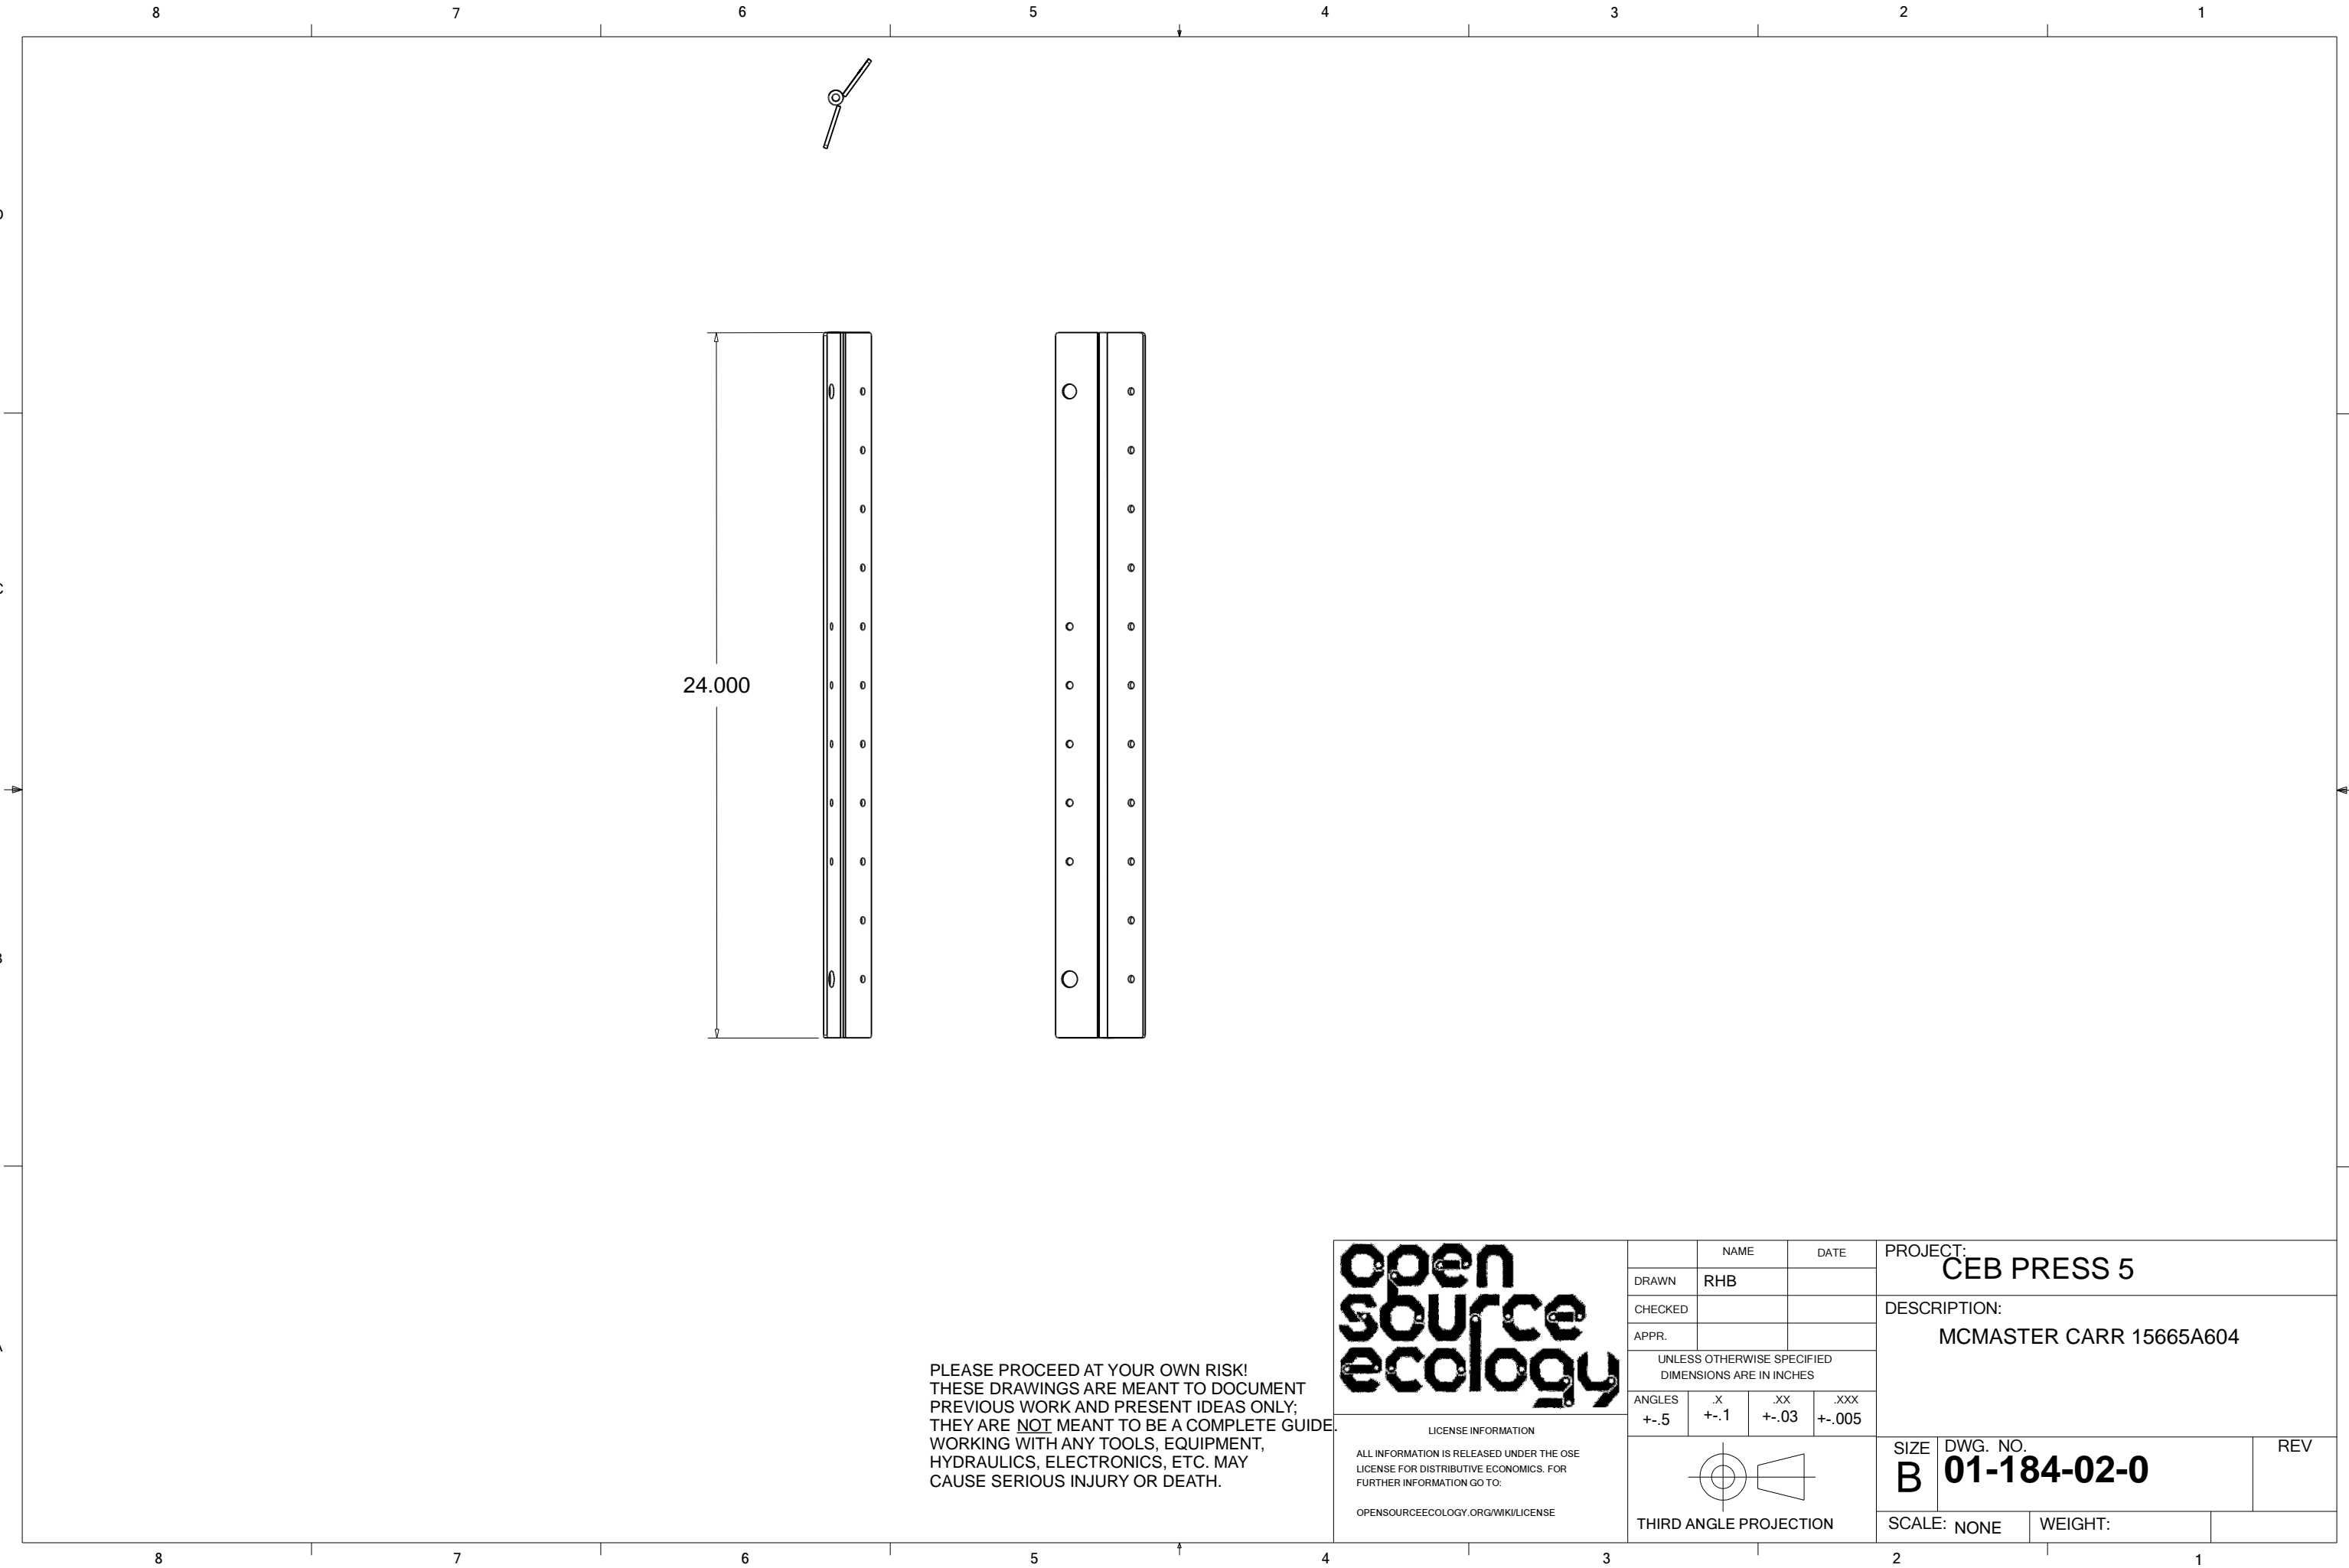 8 7 6 5 4 3 2 1
24.000
PLEASE PROCEED AT YOUR OWN RISK!
THESE DRAWINGS ARE MEANT TO DOCUMENT
PREVIOUS WORK AND PRESENT IDEAS ONLY;
THEY ARE NOT MEANT TO BE A COMPLETE GUIDE.
WORKING WITH ANY TOOLS, EQUIPMENT,
HYDRAULICS, ELECTRONICS, ETC. MAY
CAUSE SERIOUS INJURY OR DEATH.
open
source
ecology
LICENSE INFORMATION
ALL INFORMATION IS RELEASED UNDER THE OSE
LICENSE FOR DISTRIBUTIVE ECONOMICS. FOR
FURTHER INFORMATION GO TO:
OPENSOURCEECOLOGY.ORG/WIKI/LICENSE
NAME DATE
DRAWN RHB
CHECKED
APPR.
UNLESS OTHERWISE SPECIFIED
DIMENSIONS ARE IN INCHES
ANGLES .X .XX .XXX
+-.5 +-.1 +-.03 +-.005
THIRD ANGLE PROJECTION
PROJECT:
CEB PRESS 5
DESCRIPTION:
MCMASTER CARR 15665A604
SIZE DWG. NO. REV
B 01-184-02-0
SCALE: NONE WEIGHT:
8 7 6 5 4 3 2 1